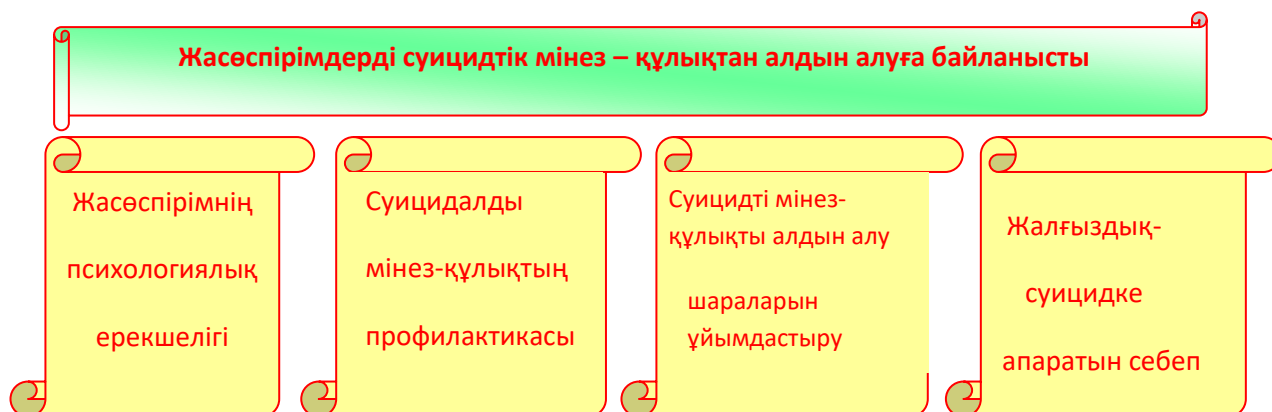 Жасөспірімдерді суицидтік мінез – құлықтан алдын алуға байланысты
Жасөспірімнің
психологиялық
ерекшелігі
Суицидалды
мінез-құлықтың
профилактикасы
Суицидті мінез-
құлықты алдын алу
шараларын
ұйымдастыру
Жалғыздық-
суицидке
апаратын себеп